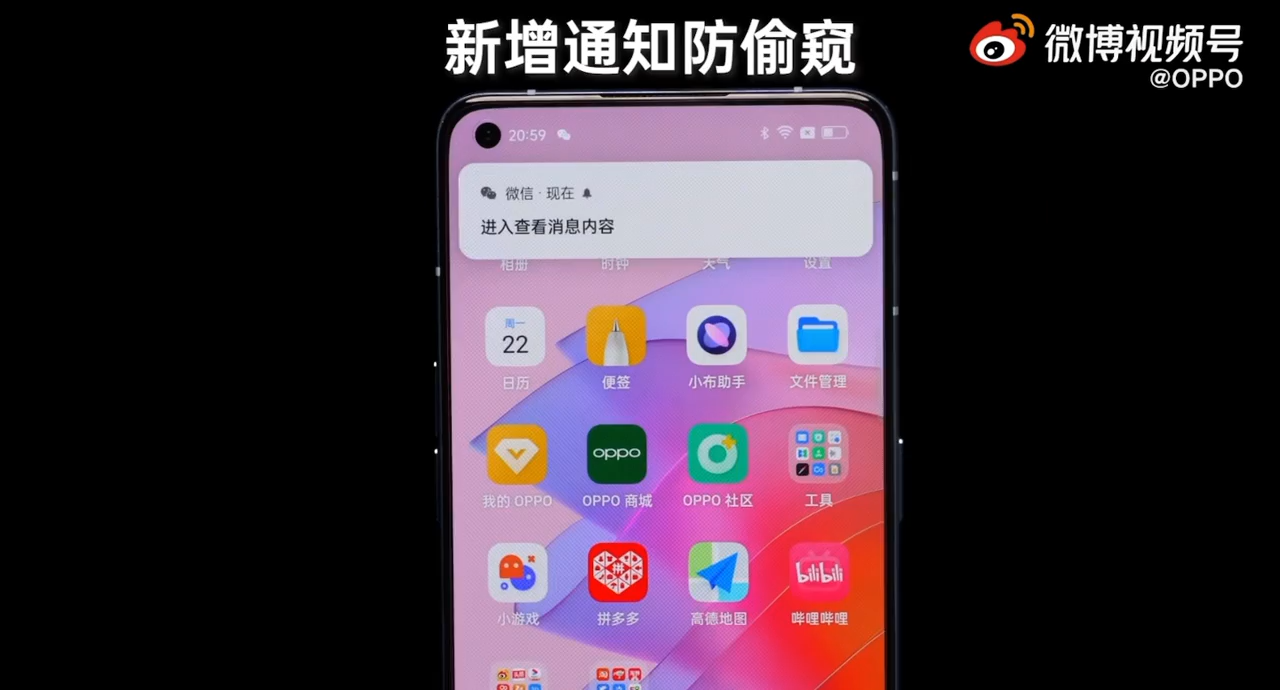 新增通知防偷窥
微博视频号
@OPPO
20:59
微信 · 现在
进入查看消息内容
相册 时钟 天气 设置
周一
22
日历 便签 小布助手 文件管理
oppo
我的 OPPO OPPO 商城 OPPO 社区 工具
拼
bilibili
小游戏 拼多多 高德地图 哔哩哔哩